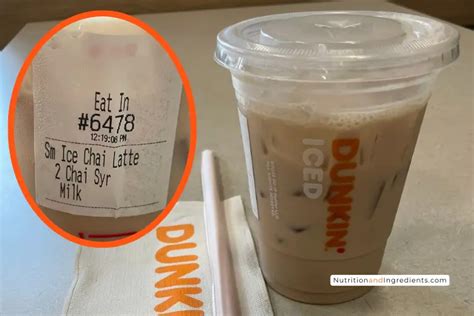 Eat In
#6478
12:19:06 PM
Sm Ice Chai Latte
2 Chai Syr
Milk
DUNKIN'
ICED
DUNKIN
NutritionandIngredients.com